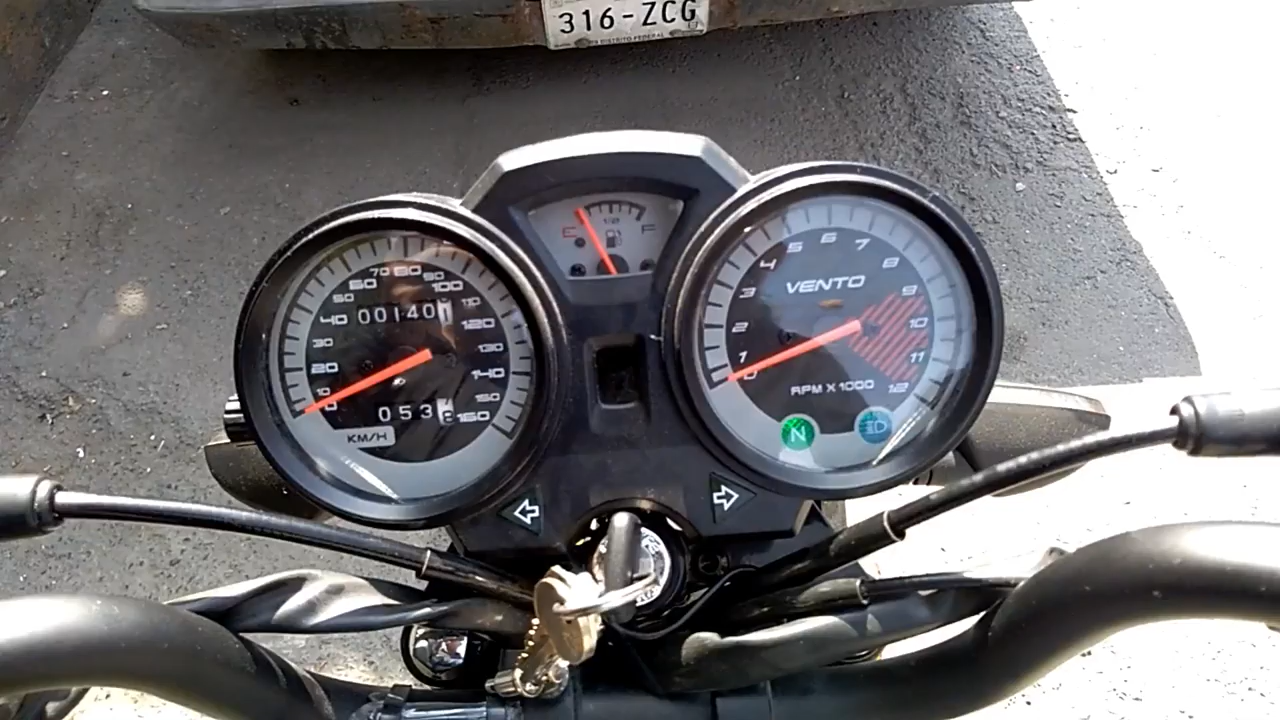 316-ZCG
DISTRITO FEDERAL
E 1/2 F
0 10 20 30 40 50 60 70 80 90 100 110 120 130 140 150 160
001401
053
KM/H
0 1 2 3 4 5 6 7 8 9 10 11 12
VENTO
RPM X 1000
N